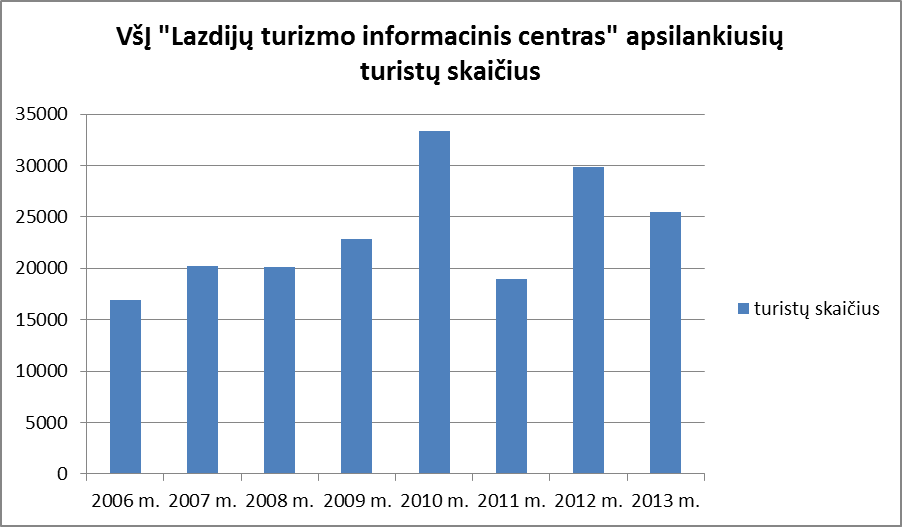 VšĮ "Lazdijų turizmo informacinis centras" apsilankiusių
turistų skaičius
35000
30000
25000
20000
15000
10000
5000
0
2006 m. 2007 m. 2008 m. 2009 m. 2010 m. 2011 m. 2012 m. 2013 m.
turistų skaičius